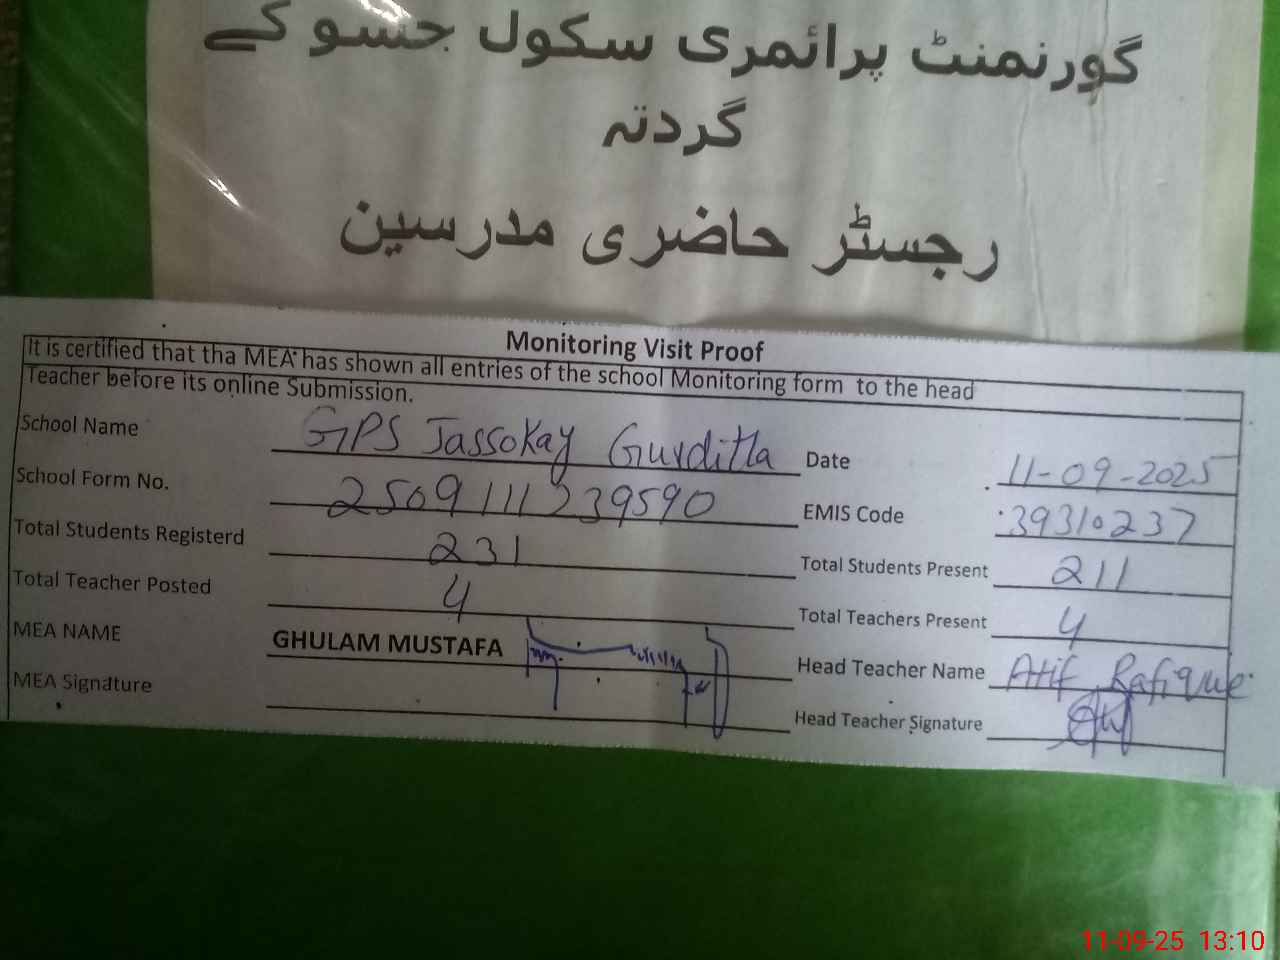 گورنمنٹ پرائمری سکول جسو کے
گردتہ
رجسٹر حاضری مدرسین
Monitoring Visit Proof
It is certified that tha MEA has shown all entries of the school Monitoring form to the head
Teacher before its online Submission.
School Name GPS Jassokay Gurditta Date 11-09-2025
School Form No. 2509111239590 EMIS Code 39310237
Total Students Registerd 231 Total Students Present 211
Total Teacher Posted 4 Total Teachers Present 4
MEA NAME GHULAM MUSTAFA Head Teacher Name Atif Rafique
MEA Signature Head Teacher Signature
11-09-25 13:10